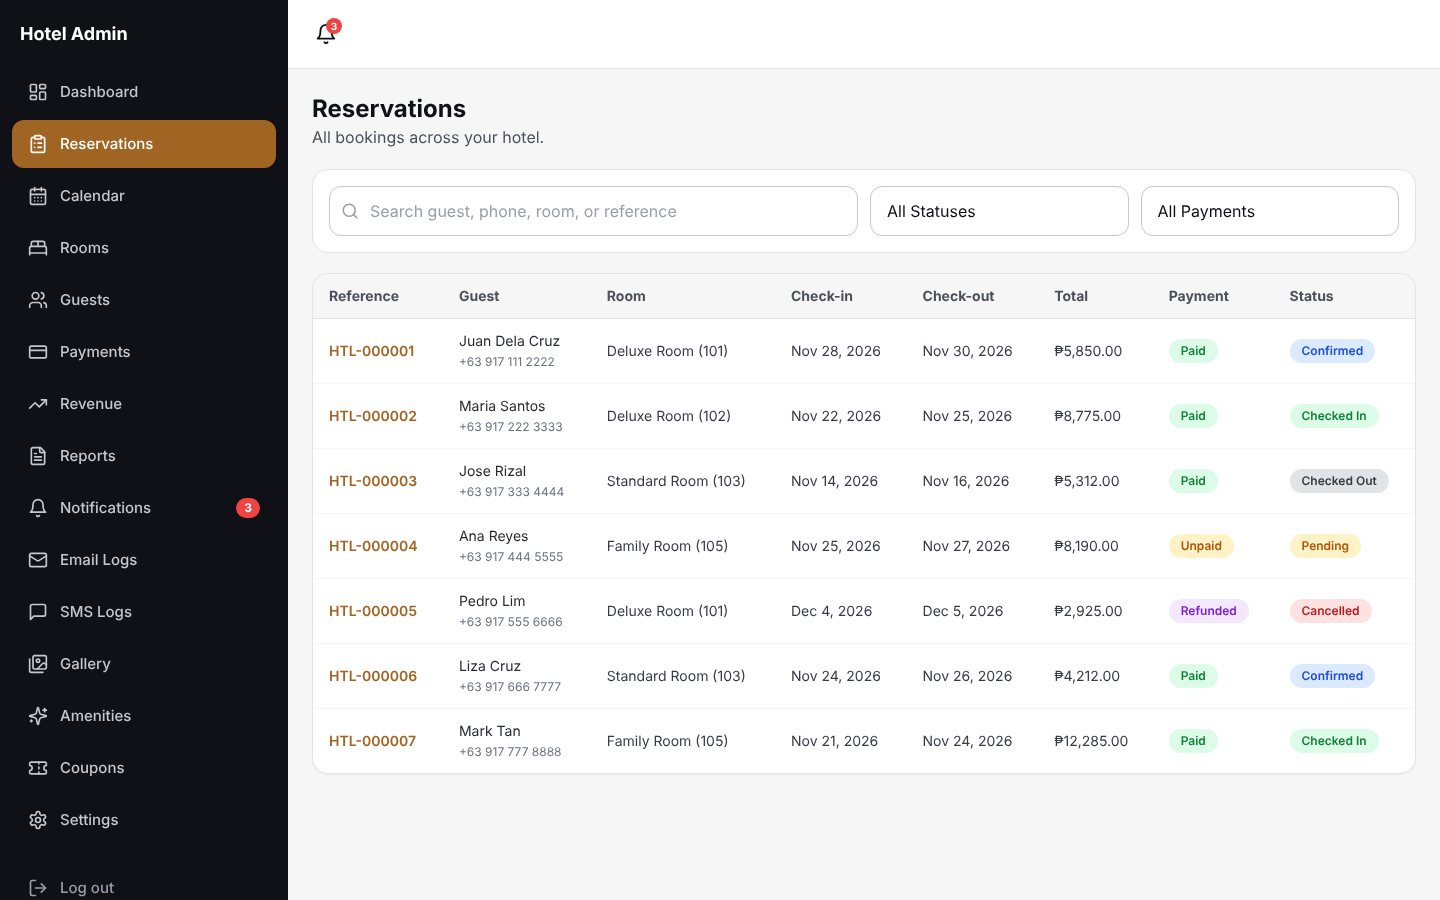 Hotel Admin
Dashboard
Reservations
Calendar
Rooms
Guests
Payments
Revenue
Reports
Notifications 3
Email Logs
SMS Logs
Gallery
Amenities
Coupons
Settings
Log out
3
Reservations
All bookings across your hotel.
Search guest, phone, room, or reference All Statuses All Payments
Reference Guest Room Check-in Check-out Total Payment Status
HTL-000001 Juan Dela Cruz +63 917 111 2222 Deluxe Room (101) Nov 28, 2026 Nov 30, 2026 ₱5,850.00 Paid Confirmed
HTL-000002 Maria Santos +63 917 222 3333 Deluxe Room (102) Nov 22, 2026 Nov 25, 2026 ₱8,775.00 Paid Checked In
HTL-000003 Jose Rizal +63 917 333 4444 Standard Room (103) Nov 14, 2026 Nov 16, 2026 ₱5,312.00 Paid Checked Out
HTL-000004 Ana Reyes +63 917 444 5555 Family Room (105) Nov 25, 2026 Nov 27, 2026 ₱8,190.00 Unpaid Pending
HTL-000005 Pedro Lim +63 917 555 6666 Deluxe Room (101) Dec 4, 2026 Dec 5, 2026 ₱2,925.00 Refunded Cancelled
HTL-000006 Liza Cruz +63 917 666 7777 Standard Room (103) Nov 24, 2026 Nov 26, 2026 ₱4,212.00 Paid Confirmed
HTL-000007 Mark Tan +63 917 777 8888 Family Room (105) Nov 21, 2026 Nov 24, 2026 ₱12,285.00 Paid Checked In